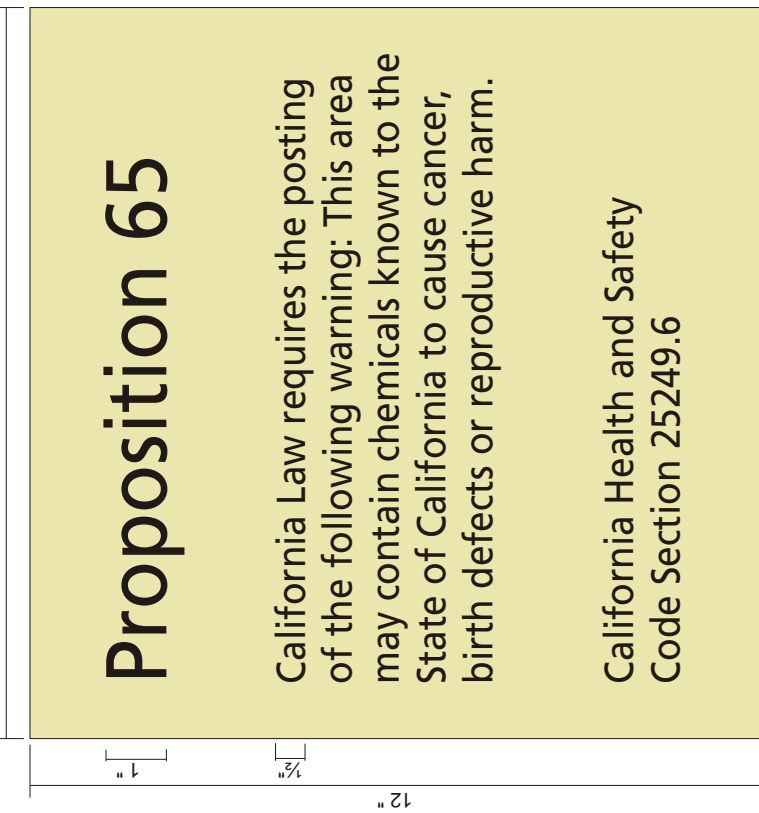 Proposition 65
California Law requires the posting
of the following warning: This area
may contain chemicals known to the
State of California to cause cancer,
birth defects or reproductive harm.
California Health and Safety
Code Section 25249.6
1"
½"
12"